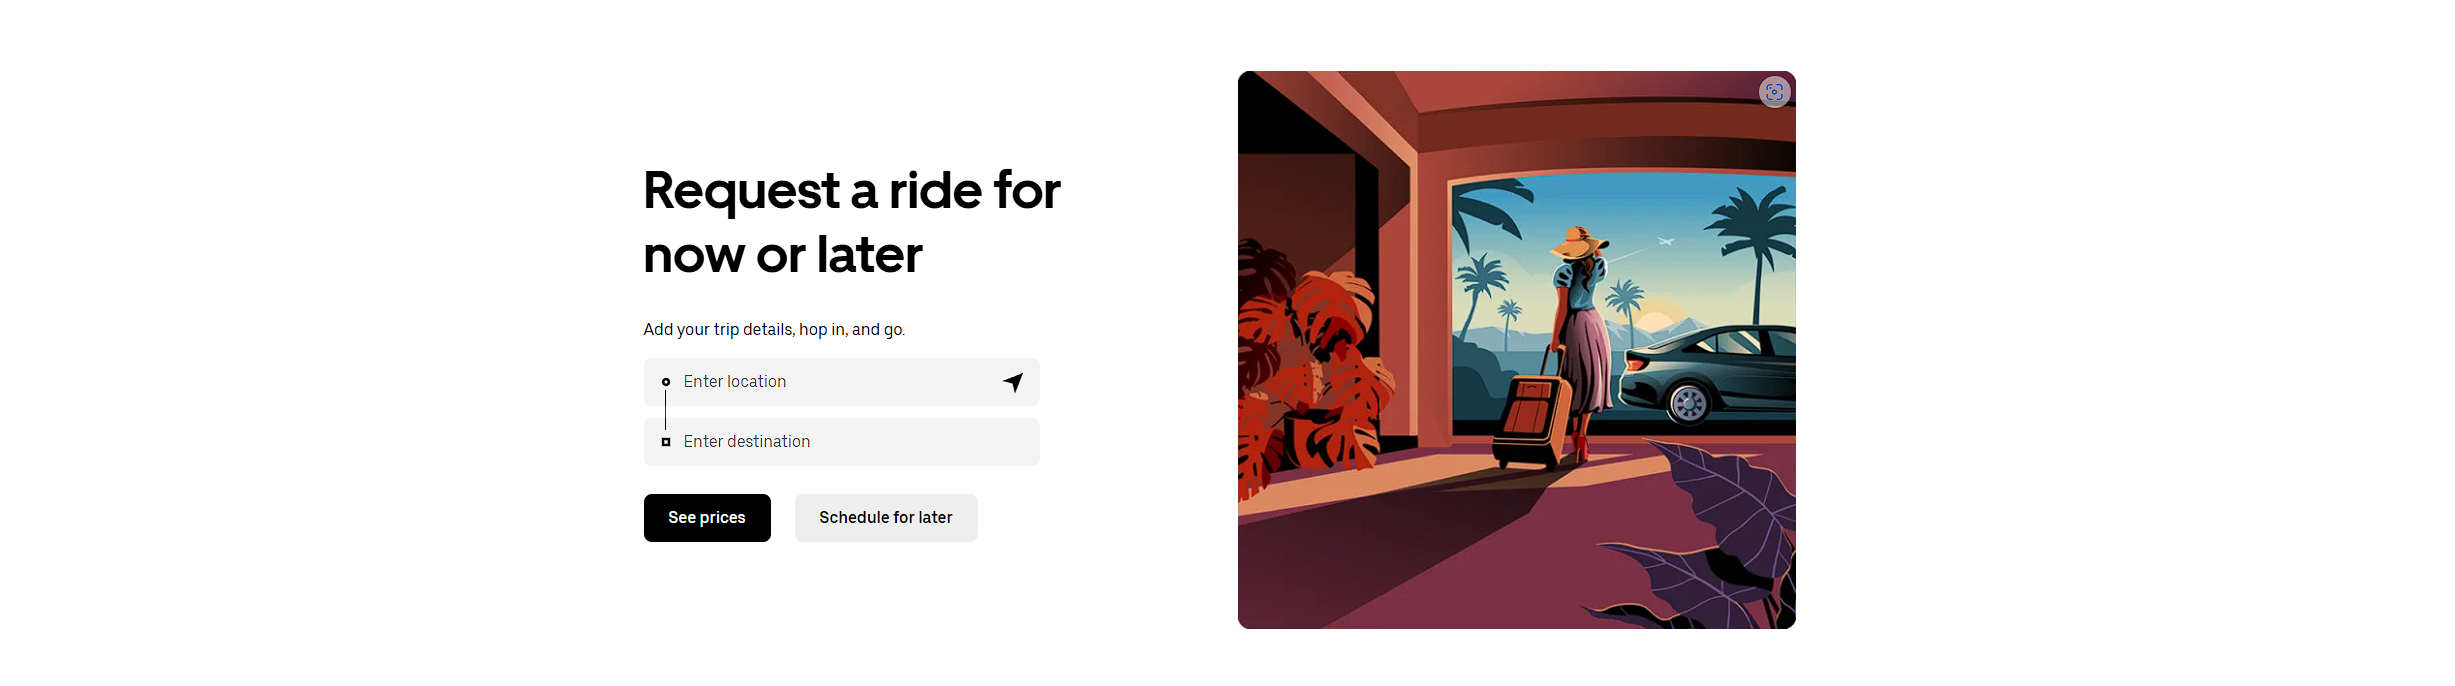 Request a ride for
now or later
Add your trip details, hop in, and go.
Enter location
Enter destination
See prices
Schedule for later